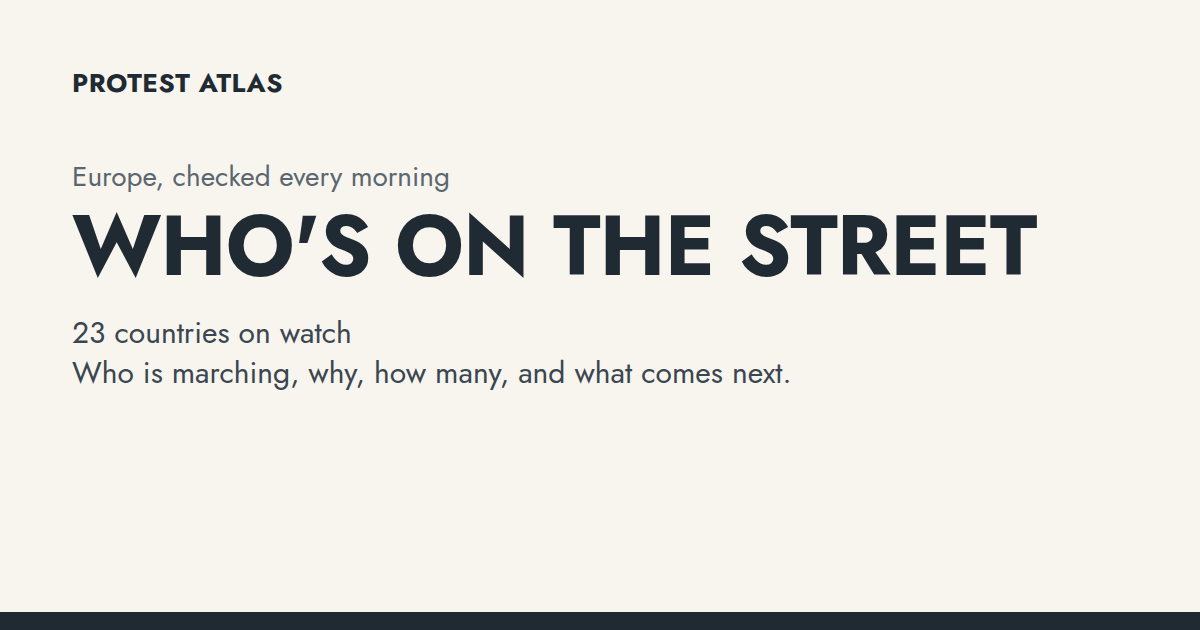 PROTEST ATLAS
Europe, checked every morning
WHO'S ON THE STREET
23 countries on watch
Who is marching, why, how many, and what comes next.